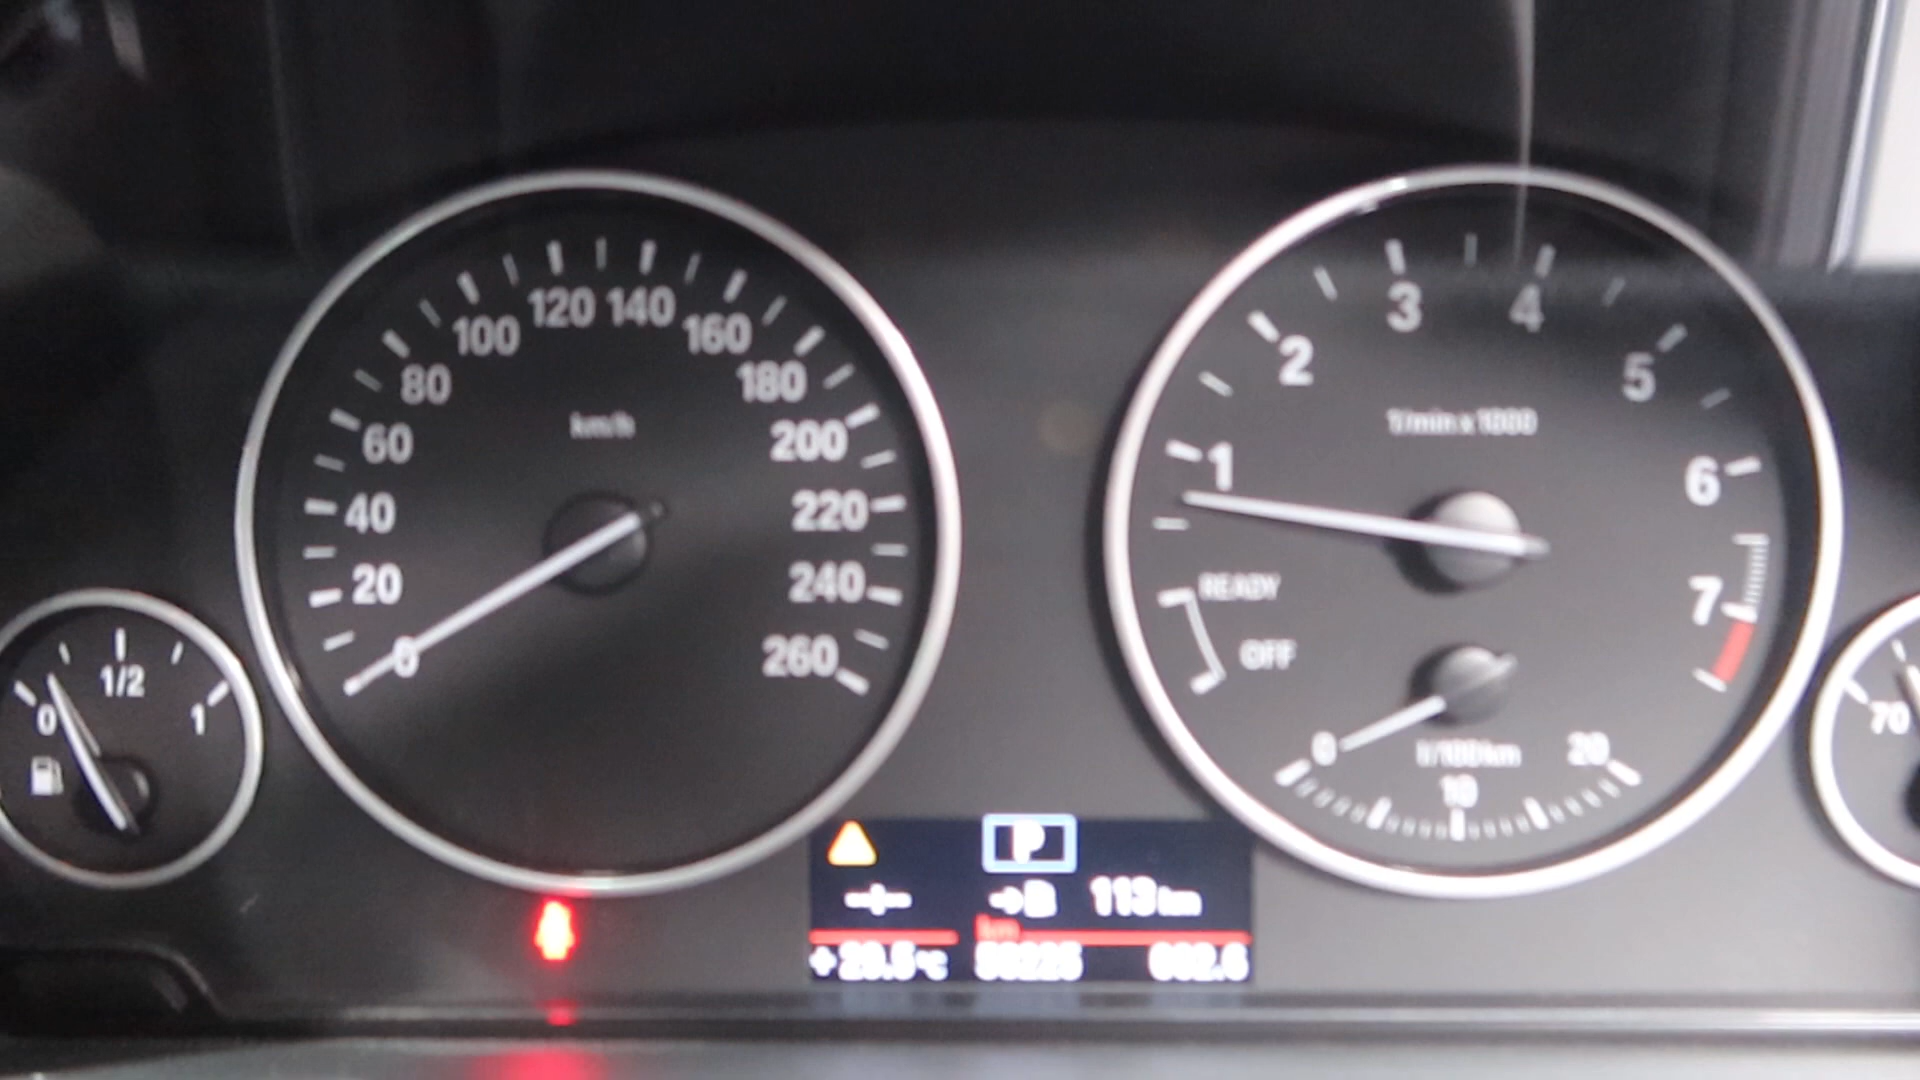 120 140
100 160
80 180
60 200
40 220
20 240
0 260
km/h
0 1/2 1
3 4
2 5
1 6
7
1/min x 1000
READY
OFF
0 20
l/100km
10
70
P
113 km
km